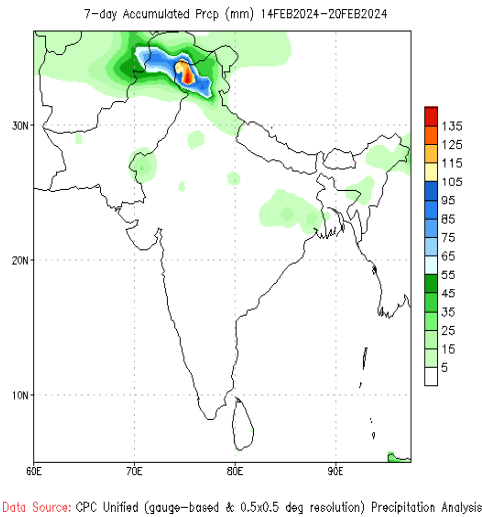 7-day Accumulated Prcp (mm) 14FEB2024-20FEB2024
30N
20N
10N
60E 70E 80E 90E
135
125
115
105
95
85
75
65
55
45
35
25
15
5
Data Source: CPC Unified (gauge-based & 0.5x0.5 deg resolution) Precipitation Analysis